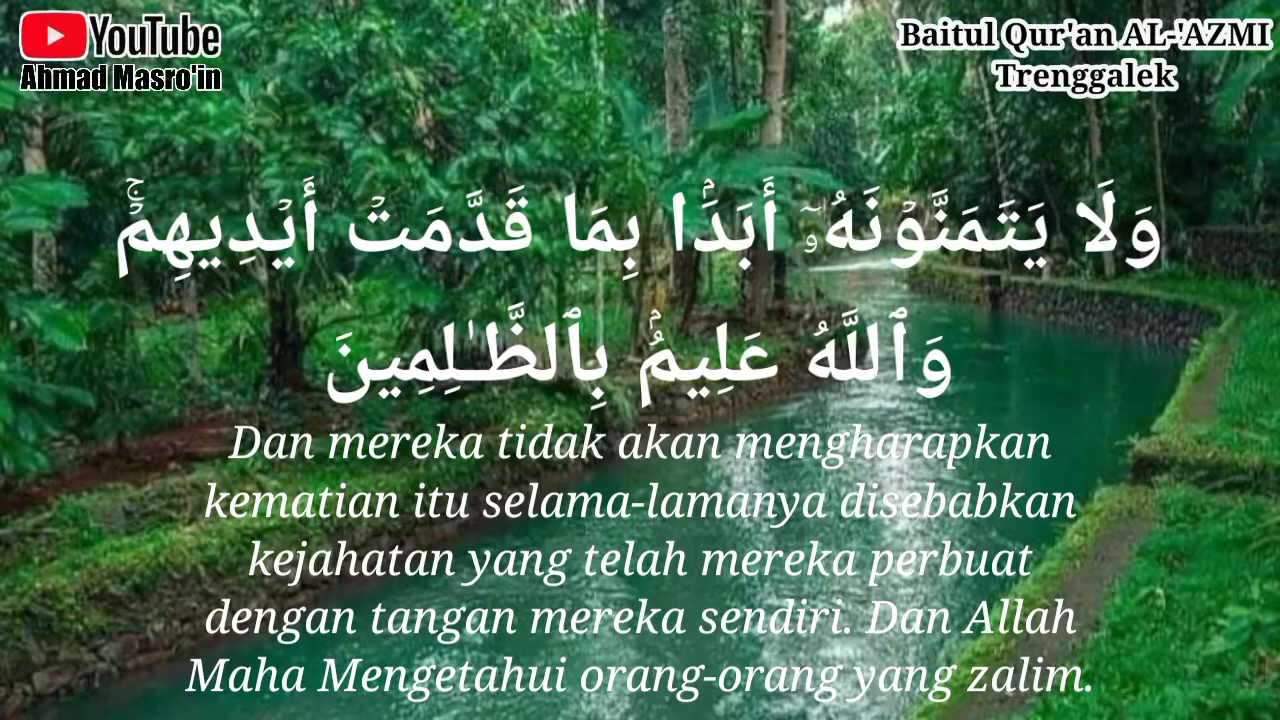 YouTube
Ahmad Masro'in
Baitul Qur'an AL-'AZMI
Trenggalek
وَلَا يَتَمَنَّوۡنَهُۥٓ أَبَدَۢا بِمَا قَدَّمَتۡ أَيۡدِيهِمۡۚ
وَٱللَّهُ عَلِيمُۢ بِٱلظَّـٰلِمِينَ
Dan mereka tidak akan mengharapkan
kematian itu selama-lamanya disebabkan
kejahatan yang telah mereka perbuat
dengan tangan mereka sendiri. Dan Allah
Maha Mengetahui orang-orang yang zalim.